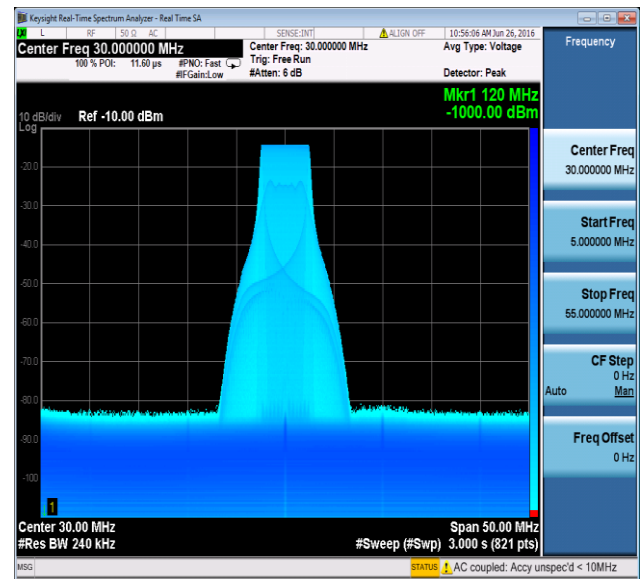 Keysight Real-Time Spectrum Analyzer - Real Time SA
L RF 50 Ω AC SENSE:INT ALIGN OFF 10:56:06 AM Jun 26, 2016
Center Freq 30.000000 MHz Center Freq: 30.000000 MHz Avg Type: Voltage
100 % POI: 11.60 µs #PNO: Fast Trig: Free Run
#IFGain:Low #Atten: 6 dB Detector: Peak
Mkr1 120 MHz
10 dB/div Ref -10.00 dBm -1000.00 dBm
Log
-20.0
-30.0
-40.0
-50.0
-60.0
-70.0
-80.0
-90.0
-100
1
Center 30.00 MHz Span 50.00 MHz
#Res BW 240 kHz #Sweep (#Swp) 3.000 s (821 pts)
MSG STATUS AC coupled: Accy unspec'd < 10MHz
Frequency
Center Freq
30.000000 MHz
Start Freq
5.000000 MHz
Stop Freq
55.000000 MHz
CF Step
0 Hz
Auto Man
Freq Offset
0 Hz